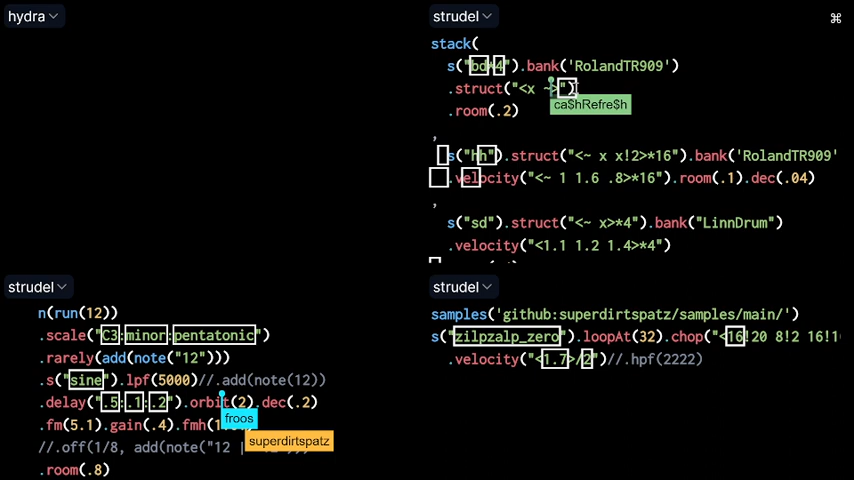 hydra
strudel
⌘
stack(
s("bd*4").bank('RolandTR909')
.struct("<x ~>")
ca$hRefre$h
.room(.2)
,
s("hh").struct("<~ x x!2>*16").bank('RolandTR909'
.velocity("<~ 1 1.6 .8>*16").room(.1).dec(.04)
,
s("sd").struct("<~ x>*4").bank("LinnDrum")
.velocity("<1.1 1.2 1.4>*4")
strudel
n(run(12))
.scale("C3:minor:pentatonic")
.rarely(add(note("12")))
.s("sine").lpf(5000)//.add(note(12))
.delay(".5:.1:.2").orbit(2).dec(.2)
froos
.fm(5.1).gain(.4).fmh(1
superdirtspatz
//.off(1/8, add(note("12 |
.room(.8)
strudel
samples('github:superdirtspatz/samples/main/')
s("zilpzalp_zero").loopAt(32).chop("<16!20 8!2 16!1
.velocity("<1.7>/2")//.hpf(2222)